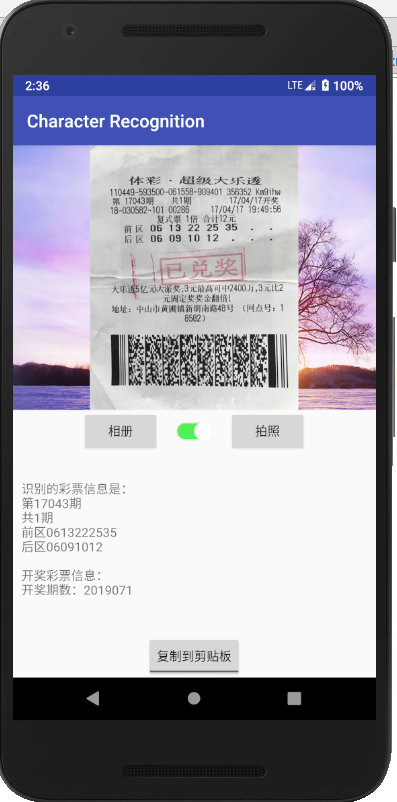 2:36 LTE 100%
Character Recognition
体彩·超级大乐透
110449-593500-061558-909401 356352 Km9ihw
第 17043期 共1期 17/04/17开奖
18-030582-101 00286 17/04/17 19:49:56
复式票 1倍 合计12元
前区 06 13 22 25 35 . .
后区 06 09 10 12 . . .
已兑奖
大乐透5亿元大派奖,3元最高可中2400万,3元比2
元固定奖奖金翻倍!
地址: 中山市黄圃镇新明南路48号 (网点号:1
8582)
相册
拍照
识别的彩票信息是:
第17043期
共1期
前区0613222535
后区06091012
开奖彩票信息:
开奖期数: 2019071
复制到剪贴板